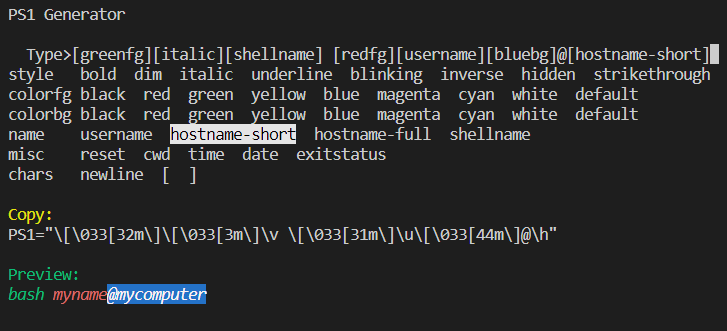 PS1 Generator
Type>[greenfg][italic][shellname] [redfg][username][bluebg]@[hostname-short]
style bold dim italic underline blinking inverse hidden strikethrough
colorfg black red green yellow blue magenta cyan white default
colorbg black red green yellow blue magenta cyan white default
name username hostname-short hostname-full shellname
misc reset cwd time date exitstatus
chars newline [ ]
Copy:
PS1="\[\033[32m\]\[\033[3m\]\v \[\033[31m\]\u\[\033[44m\]@\h"
Preview:
bash myname@mycomputer